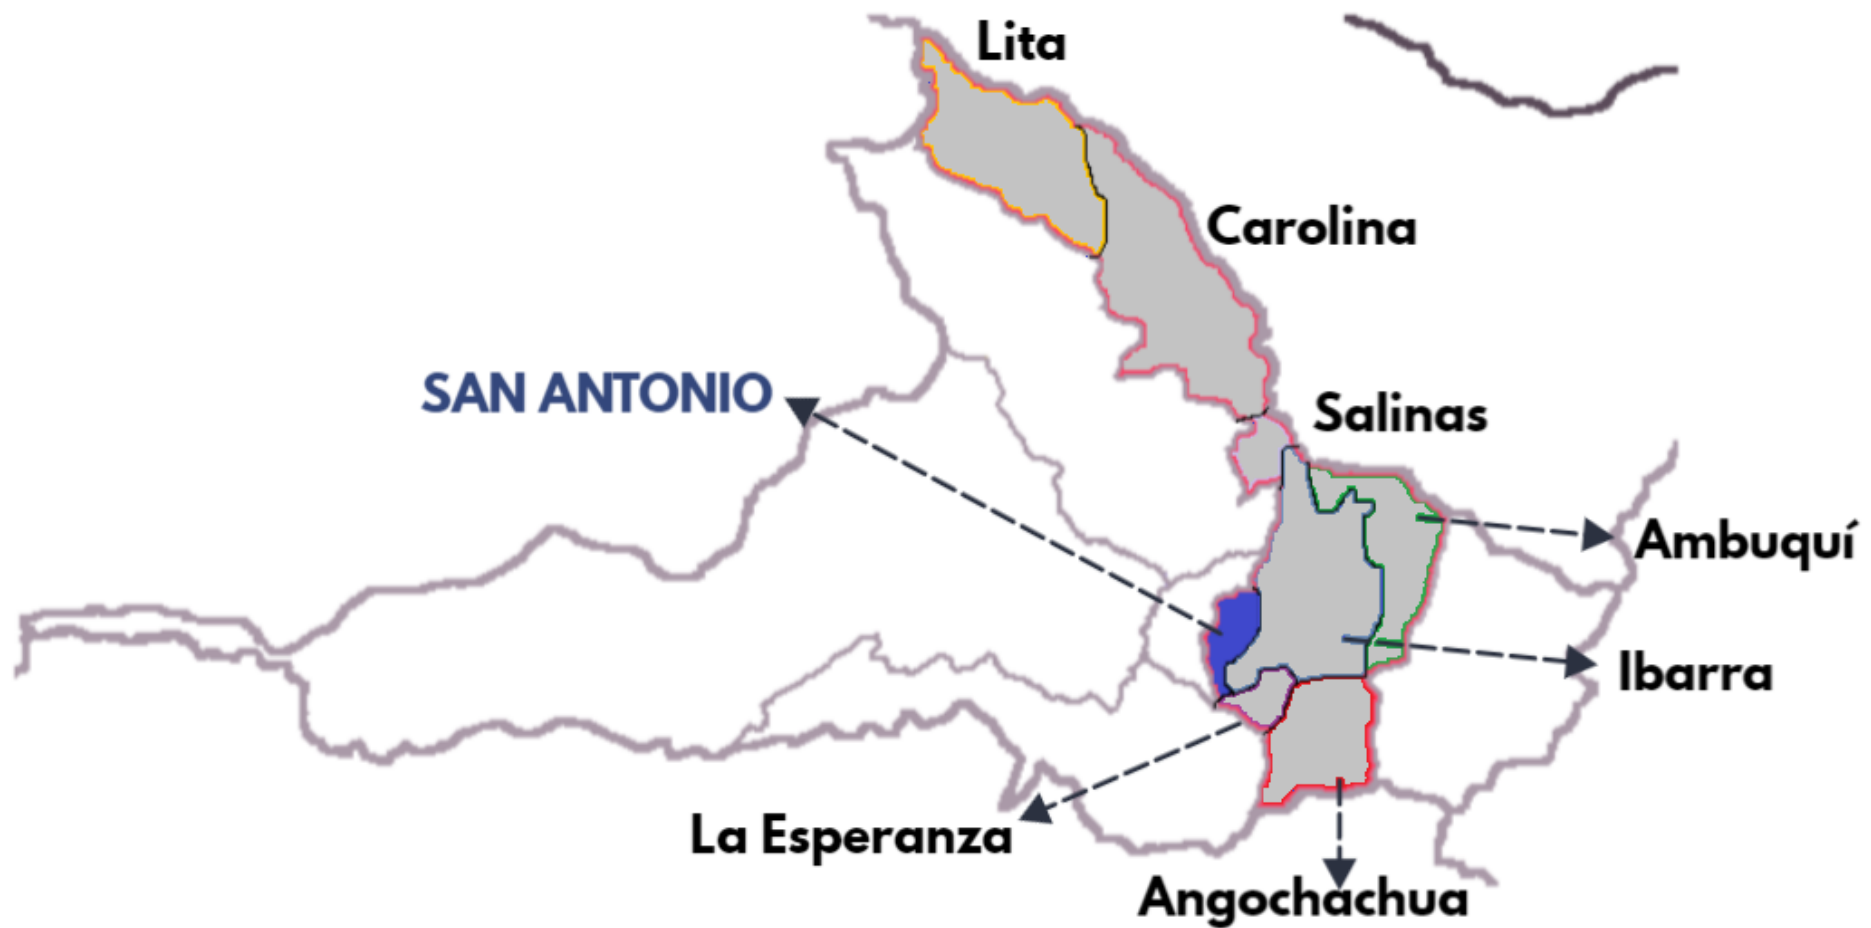 Lita
Carolina
SAN ANTONIO
Salinas
Ambuquí
Ibarra
La Esperanza
Angochachua